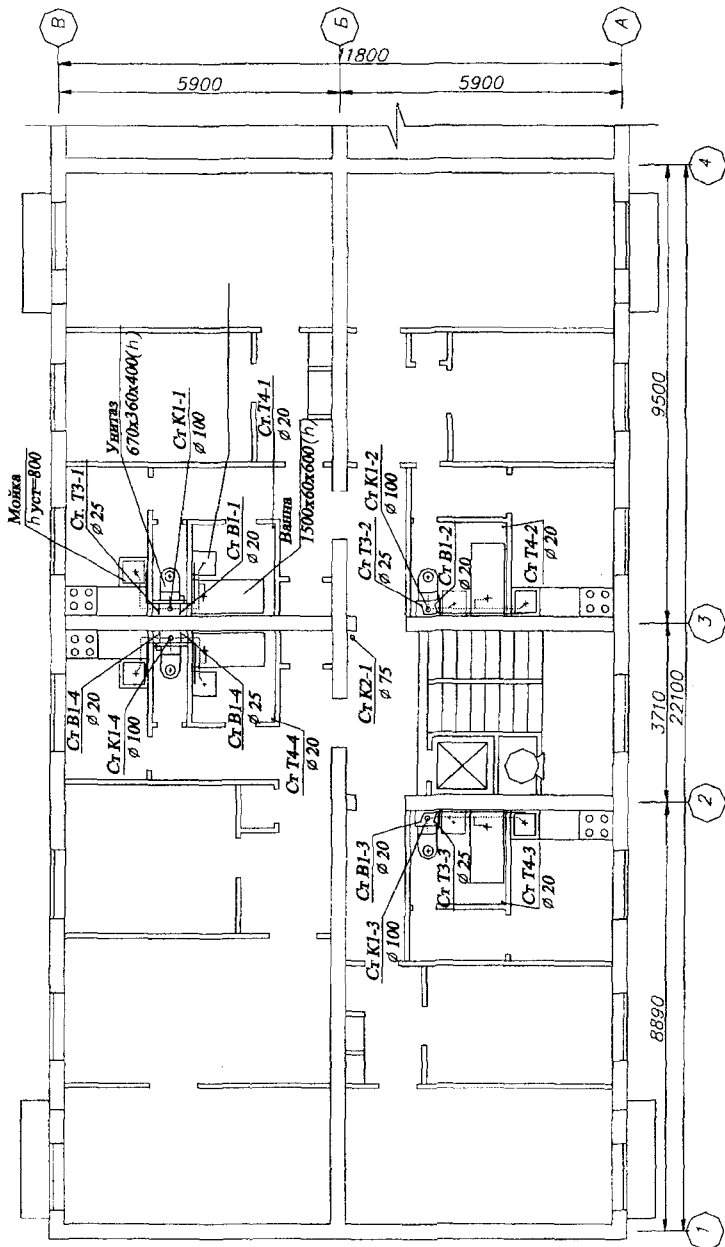 В
Б
А
11800
5900
5900
Мойка
hуст=800
Ст. Т3-1
ø 25
Унитаз
670х360х400(h)
Ст К1-1
ø 100
Ст В1-1
ø 20
Ст. Т4-1
ø 20
Ванна
1500х60х600(h)
Ст В1-4
ø 20
Ст К1-4
ø 100
Ст В1-4
ø 25
Ст Т4-4
ø 20
Ст К2-1
ø 75
Ст Т3-2
ø 25
Ст К1-2
ø 100
Ст В1-2
ø 20
Ст Т4-2
ø 20
Ст В1-3
ø 20
Ст К1-3
ø 100
Ст Т3-3
ø 25
Ст Т4-3
ø 20
8890
3710
9500
22100
1
2
3
4